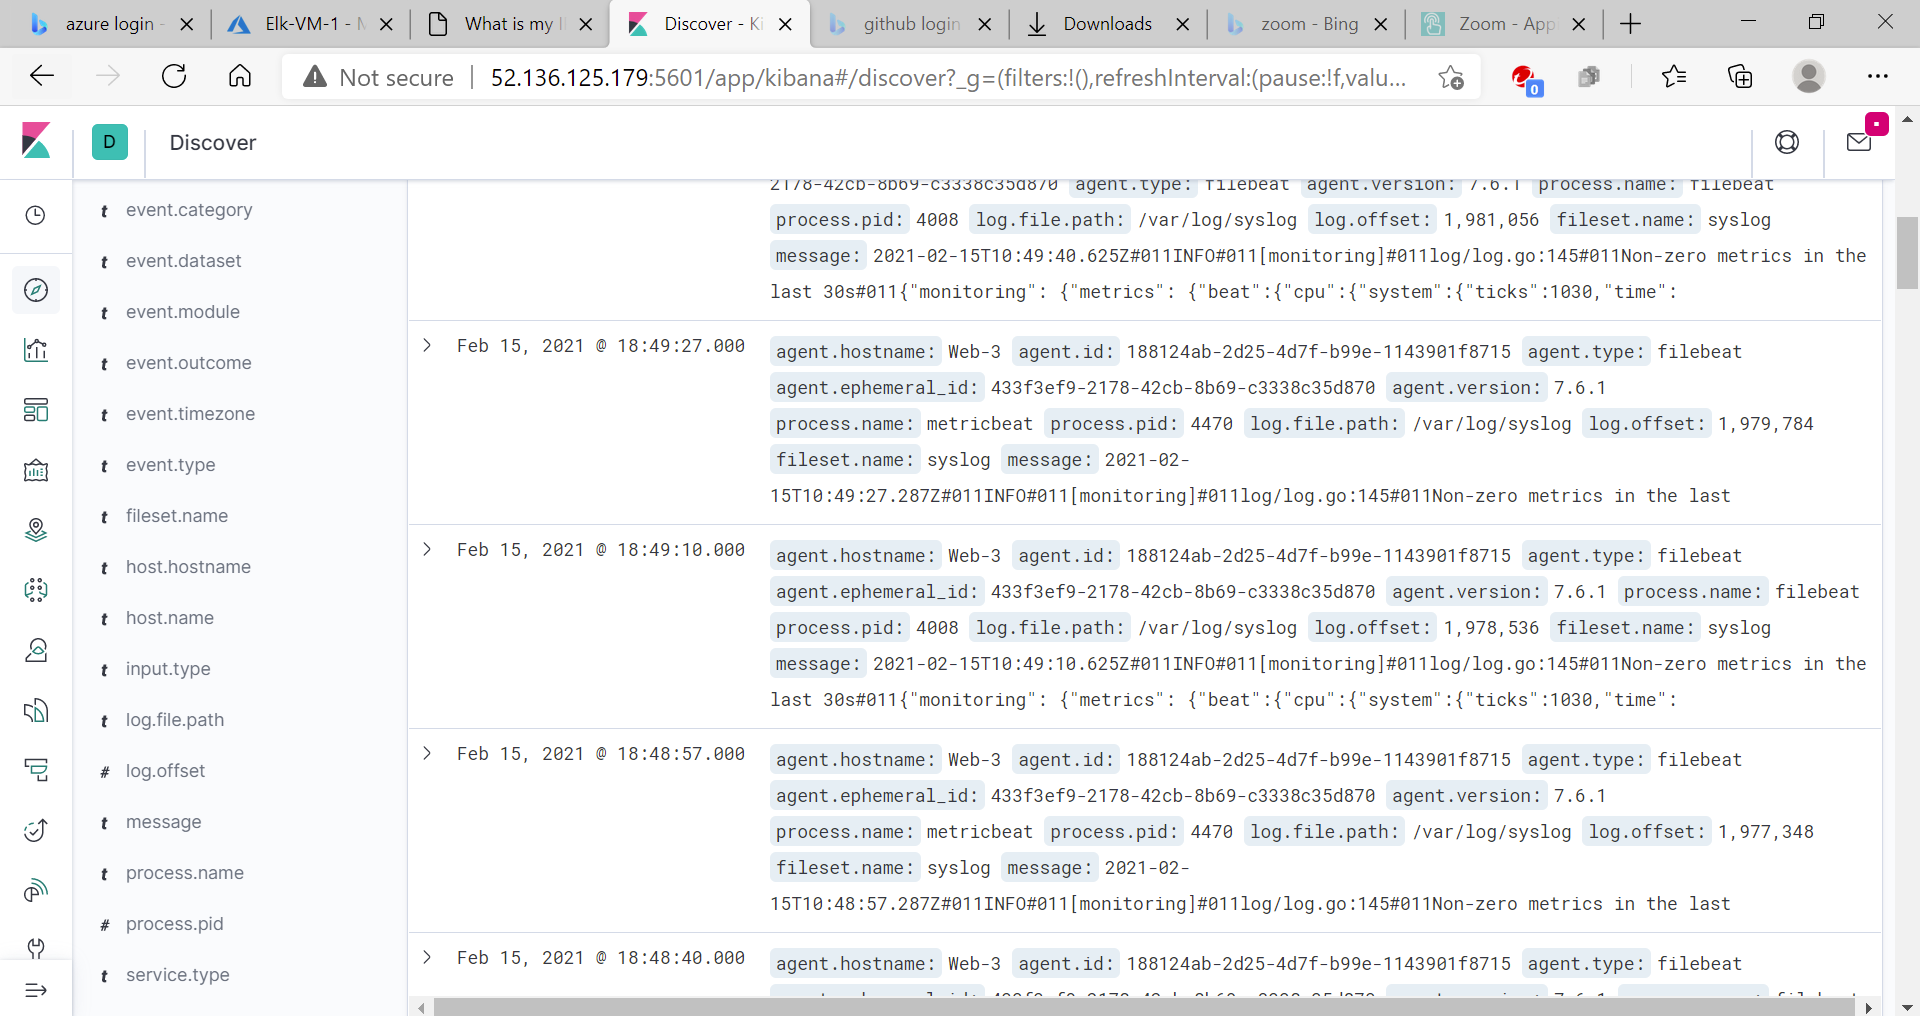 azure login -
Elk-VM-1 - M
What is my I
Discover - Ki
github login
Downloads
zoom - Bing
Zoom - App
Not secure
52.136.125.179:5601/app/kibana#/discover?_g=(filters:!(),refreshInterval:(pause:!f,valu...
0
D
Discover
event.category
event.dataset
event.module
event.outcome
event.timezone
event.type
fileset.name
host.hostname
host.name
input.type
log.file.path
log.offset
message
process.name
process.pid
service.type
2178-42cb-8b69-c3338c35d870 agent.type: filebeat agent.version: 7.6.1 process.name: filebeat
process.pid: 4008 log.file.path: /var/log/syslog log.offset: 1,981,056 fileset.name: syslog
message: 2021-02-15T10:49:40.625Z#011INFO#011[monitoring]#011log/log.go:145#011Non-zero metrics in the
last 30s#011{"monitoring": {"metrics": {"beat":{"cpu":{"system":{"ticks":1030,"time":
Feb 15, 2021 @ 18:49:27.000
agent.hostname: Web-3 agent.id: 188124ab-2d25-4d7f-b99e-1143901f8715 agent.type: filebeat
agent.ephemeral_id: 433f3ef9-2178-42cb-8b69-c3338c35d870 agent.version: 7.6.1
process.name: metricbeat process.pid: 4470 log.file.path: /var/log/syslog log.offset: 1,979,784
fileset.name: syslog message: 2021-02-
15T10:49:27.287Z#011INFO#011[monitoring]#011log/log.go:145#011Non-zero metrics in the last
Feb 15, 2021 @ 18:49:10.000
agent.hostname: Web-3 agent.id: 188124ab-2d25-4d7f-b99e-1143901f8715 agent.type: filebeat
agent.ephemeral_id: 433f3ef9-2178-42cb-8b69-c3338c35d870 agent.version: 7.6.1 process.name: filebeat
process.pid: 4008 log.file.path: /var/log/syslog log.offset: 1,978,536 fileset.name: syslog
message: 2021-02-15T10:49:10.625Z#011INFO#011[monitoring]#011log/log.go:145#011Non-zero metrics in the
last 30s#011{"monitoring": {"metrics": {"beat":{"cpu":{"system":{"ticks":1030,"time":
Feb 15, 2021 @ 18:48:57.000
agent.hostname: Web-3 agent.id: 188124ab-2d25-4d7f-b99e-1143901f8715 agent.type: filebeat
agent.ephemeral_id: 433f3ef9-2178-42cb-8b69-c3338c35d870 agent.version: 7.6.1
process.name: metricbeat process.pid: 4470 log.file.path: /var/log/syslog log.offset: 1,977,348
fileset.name: syslog message: 2021-02-
15T10:48:57.287Z#011INFO#011[monitoring]#011log/log.go:145#011Non-zero metrics in the last
Feb 15, 2021 @ 18:48:40.000
agent.hostname: Web-3 agent.id: 188124ab-2d25-4d7f-b99e-1143901f8715 agent.type: filebeat